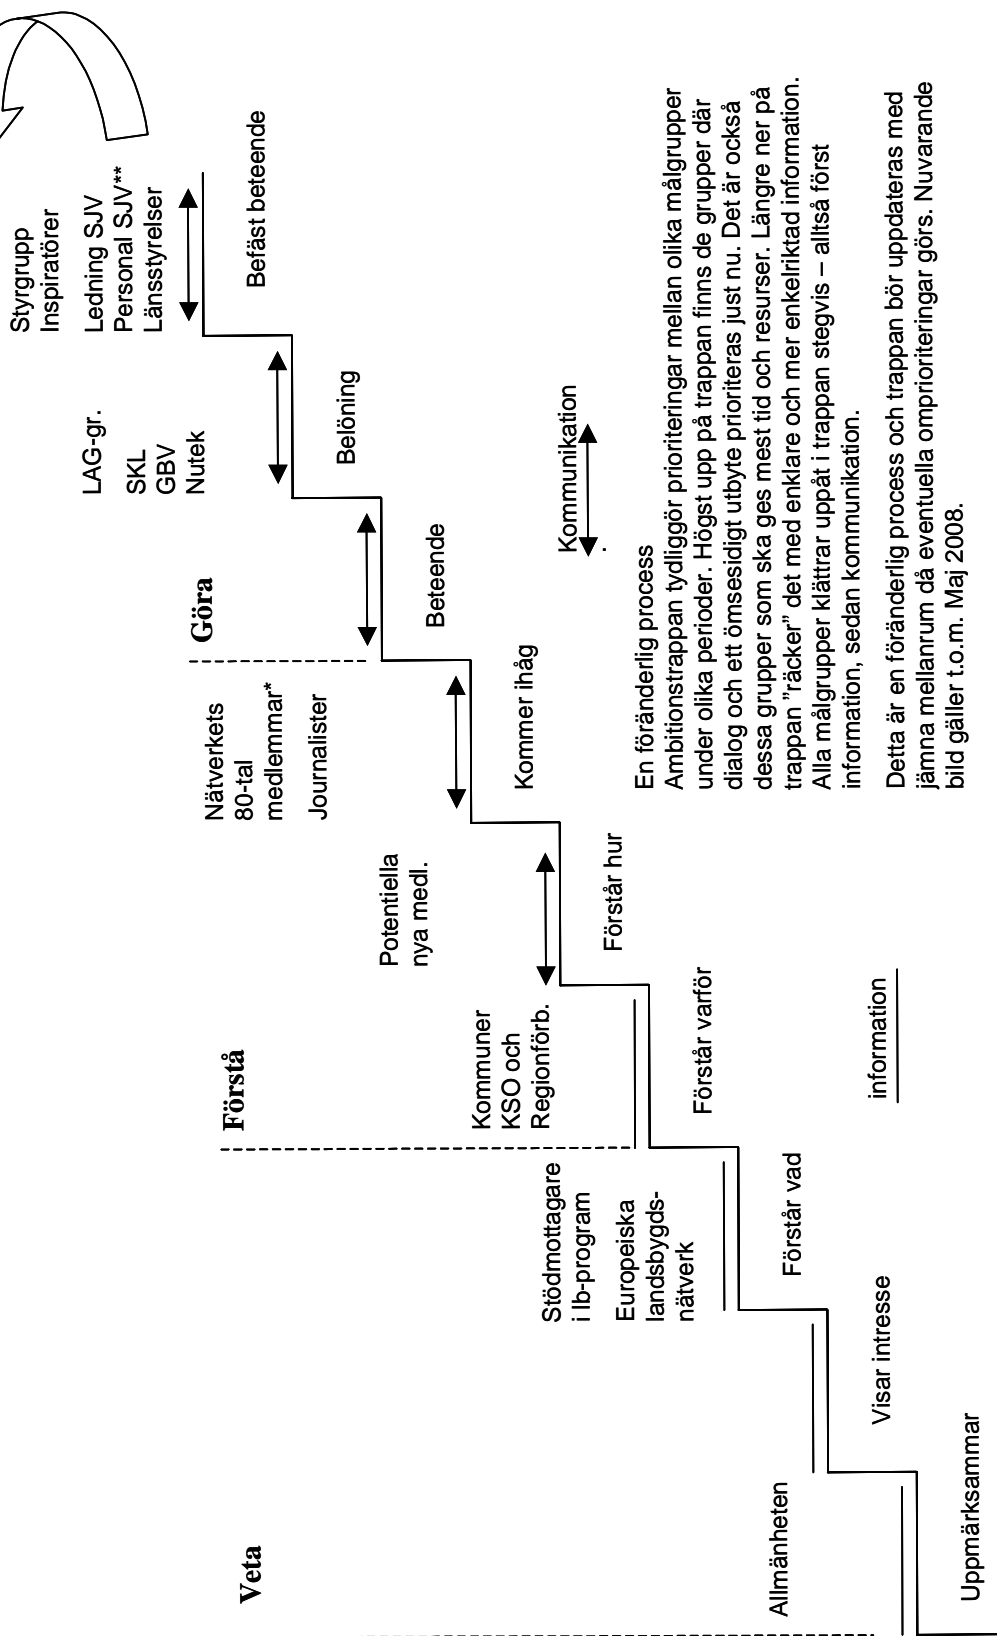 Veta
Förstå
Göra
Allmänheten
Stödmottagare
i lb-program
Europeiska
landsbygds-
nätverk
Kommuner
KSO och
Regionförb.
Potentiella
nya medl.
Nätverkets
80-tal
medlemmar*
Journalister
LAG-gr.
SKL
GBV
Nutek
Styrgrupp
Inspiratörer
Ledning SJV
Personal SJV**
Länsstyrelser
Uppmärksammar
Visar intresse
Förstår vad
Förstår varför
Förstår hur
Kommer ihåg
Beteende
Belöning
Befäst beteende
information
Kommunikation
.
En föränderlig process
Ambitionstrappan tydliggör prioriteringar mellan olika målgrupper
under olika perioder. Högst upp på trappan finns de grupper där
dialog och ett ömsesidigt utbyte prioriteras just nu. Det är också
dessa grupper som ska ges mest tid och resurser. Längre ner på
trappan ”räcker” det med enklare och mer enkelriktad information.
Alla målgrupper klättrar uppåt i trappan stegvis – alltså först
information, sedan kommunikation.
Detta är en föränderlig process och trappan bör uppdateras med
jämna mellanrum då eventuella omprioriteringar görs. Nuvarande
bild gäller t.o.m. Maj 2008.